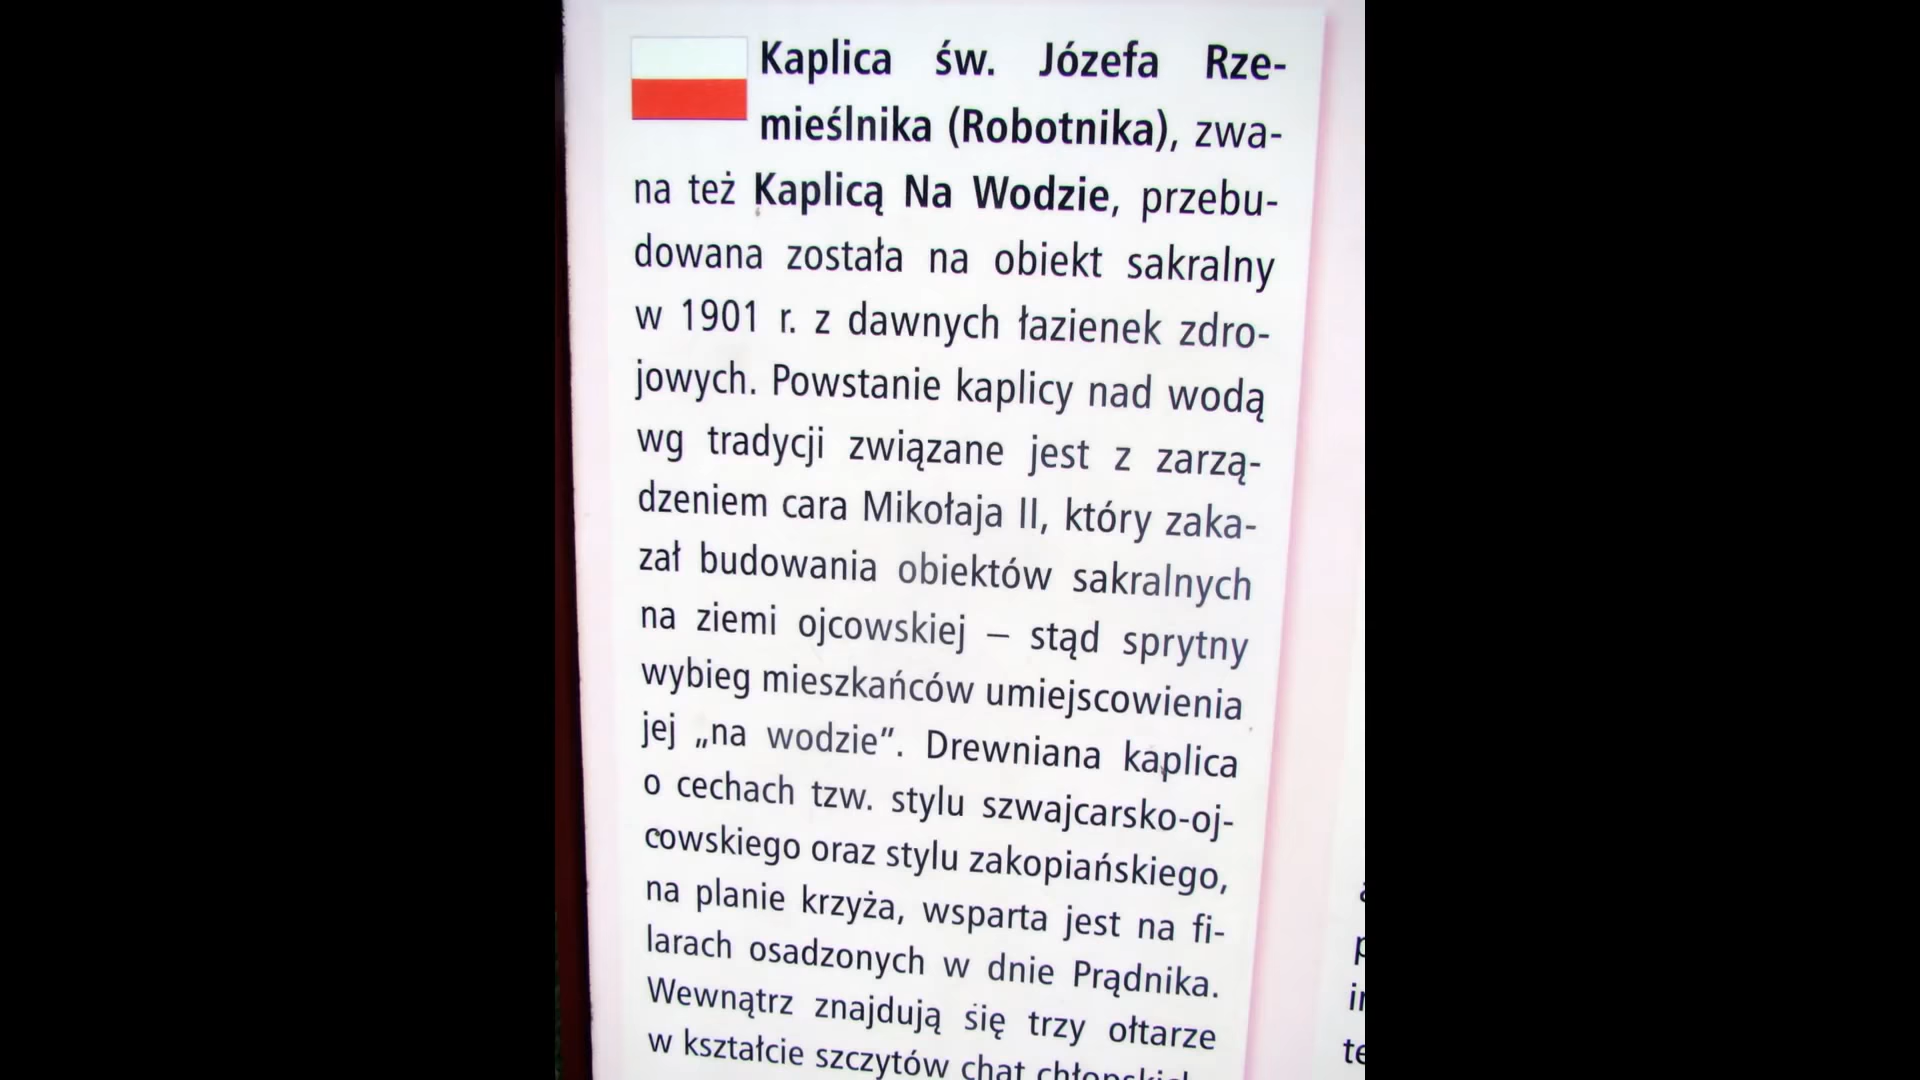 Kaplica św. Józefa Rze-
mieślnika (Robotnika), zwa-
na też Kaplicą Na Wodzie, przebu-
dowana została na obiekt sakralny
w 1901 r. z dawnych łazienek zdro-
jowych. Powstanie kaplicy nad wodą
wg tradycji związane jest z zarzą-
dzeniem cara Mikołaja II, który zaka-
zał budowania obiektów sakralnych
na ziemi ojcowskiej – stąd sprytny
wybieg mieszkańców umiejscowienia
jej „na wodzie”. Drewniana kaplica
o cechach tzw. stylu szwajcarsko-oj-
cowskiego oraz stylu zakopiańskiego,
na planie krzyża, wsparta jest na fi-
larach osadzonych w dnie Prądnika.
Wewnątrz znajdują się trzy ołtarze
w kształcie szczytów chat